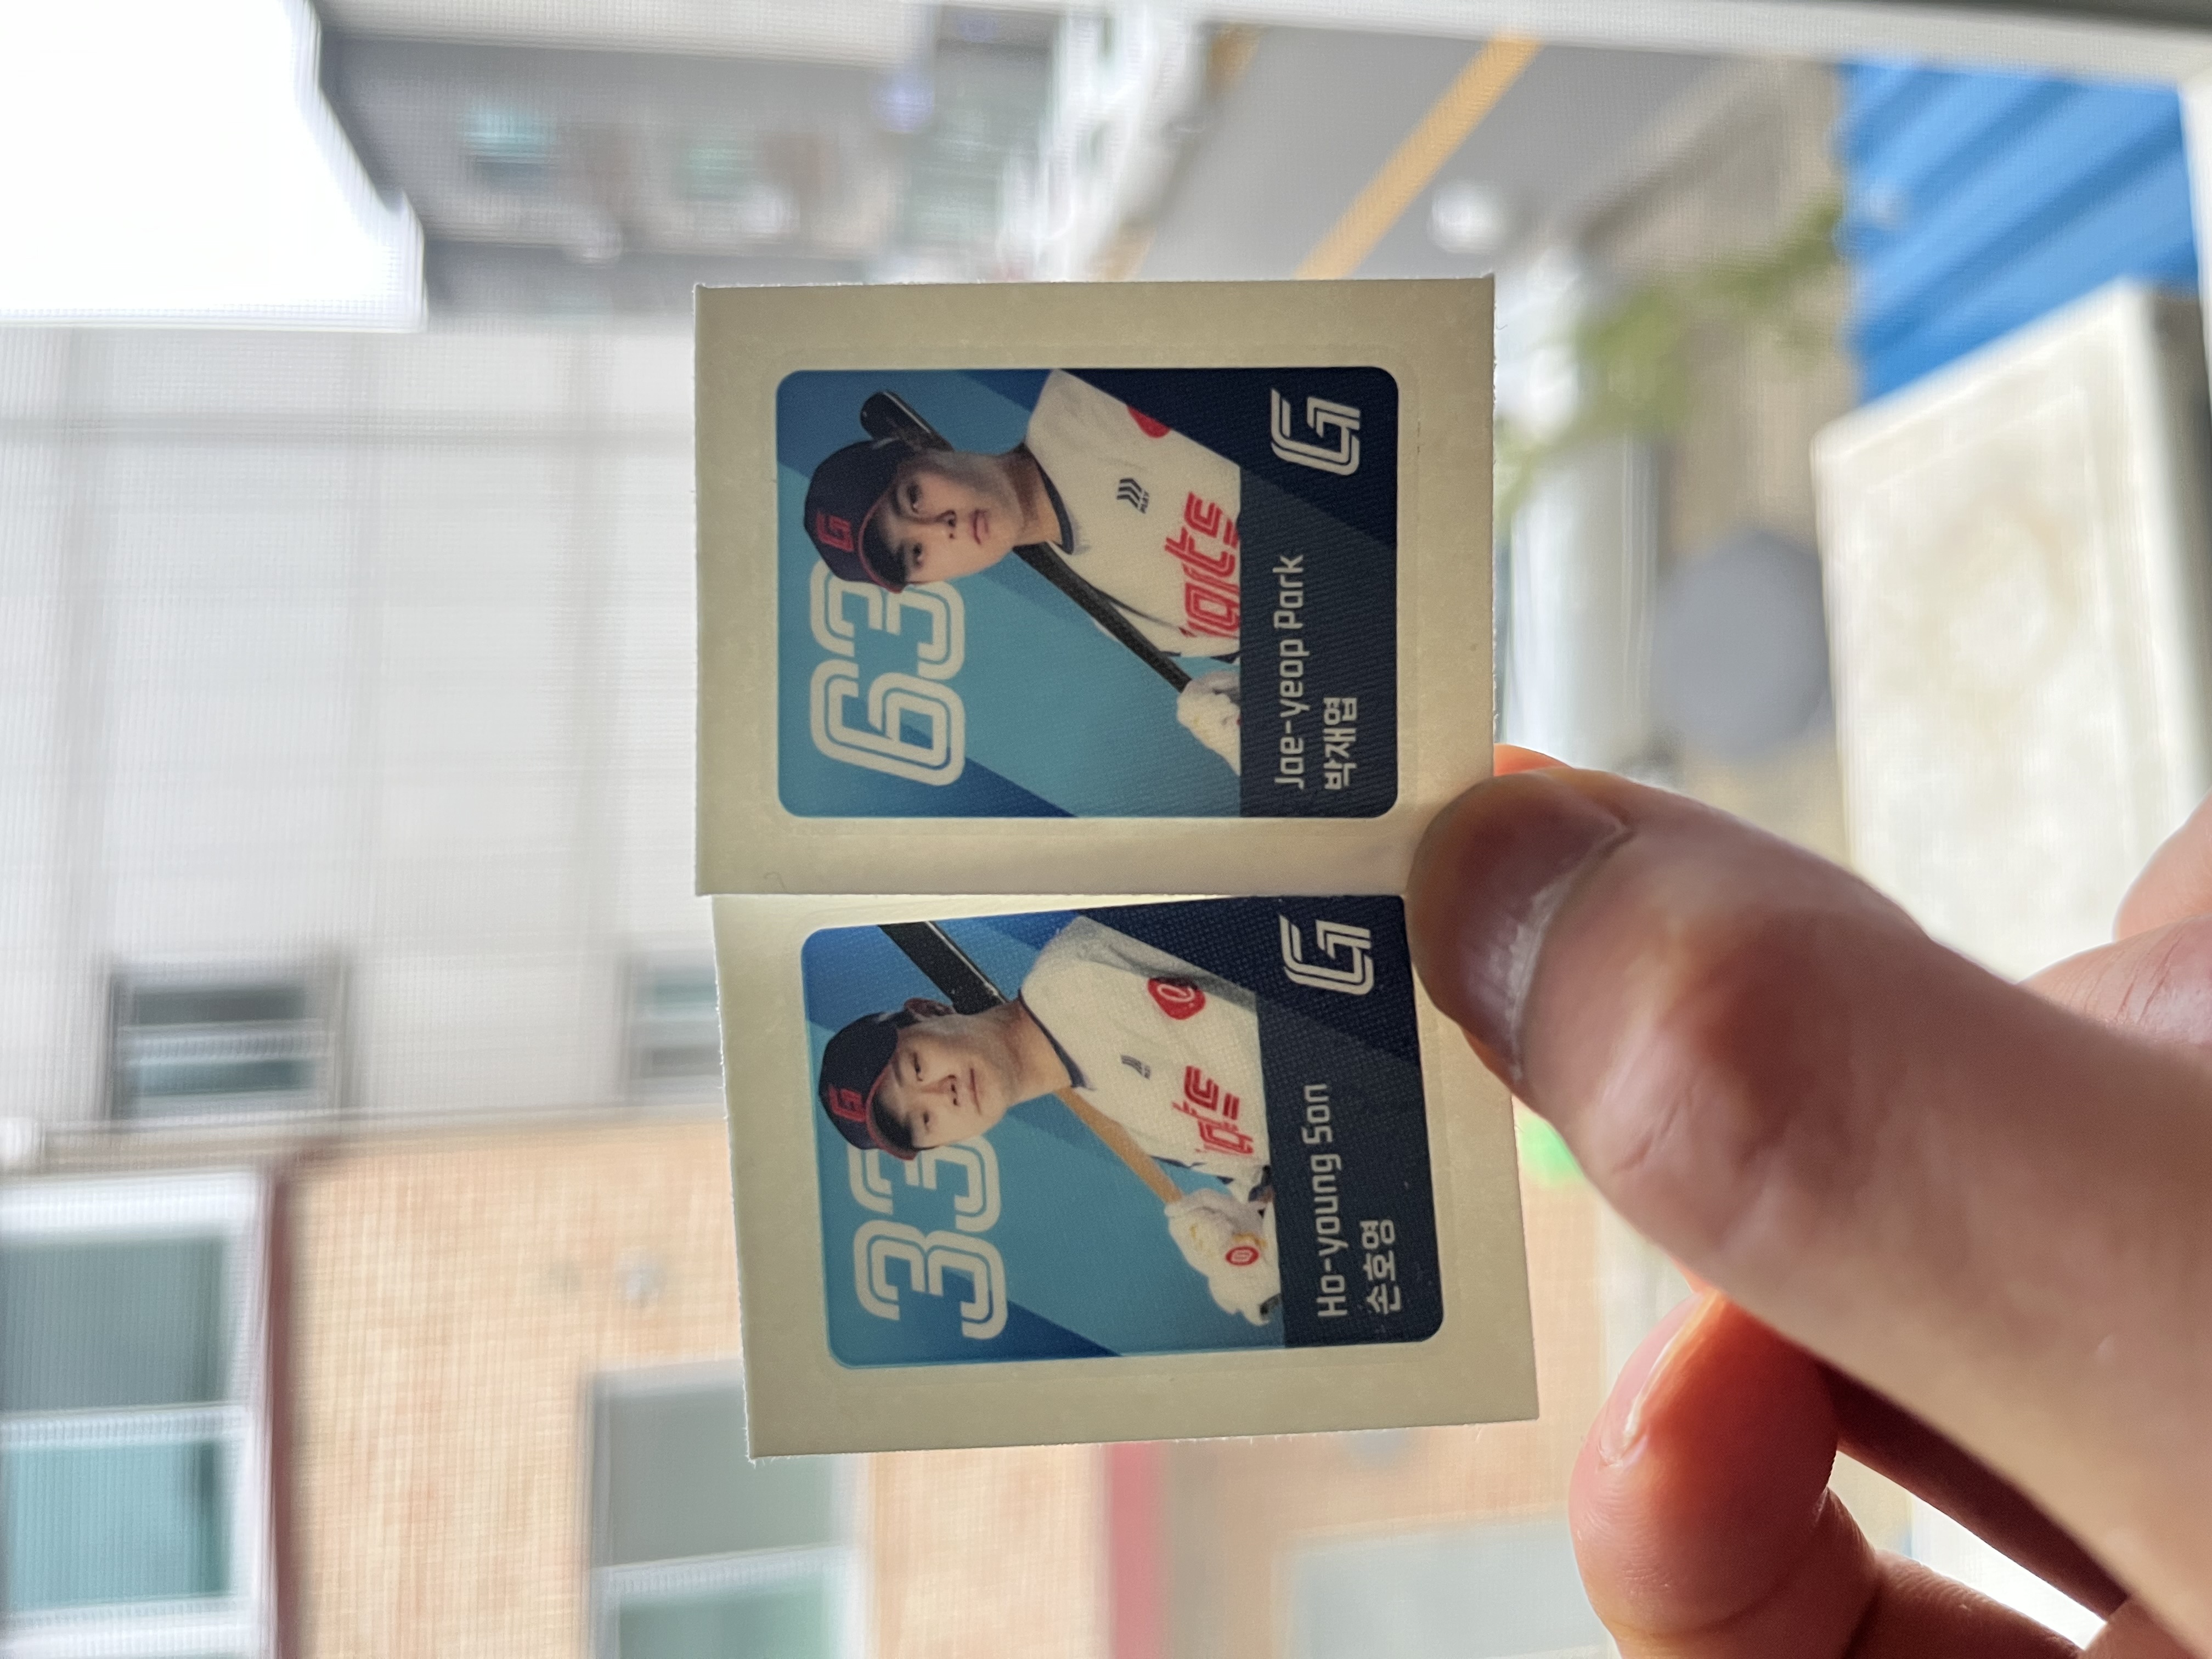 33
G
Ho-young Son
손호영
G
63
G
Jae-yeop Park
박재엽
G